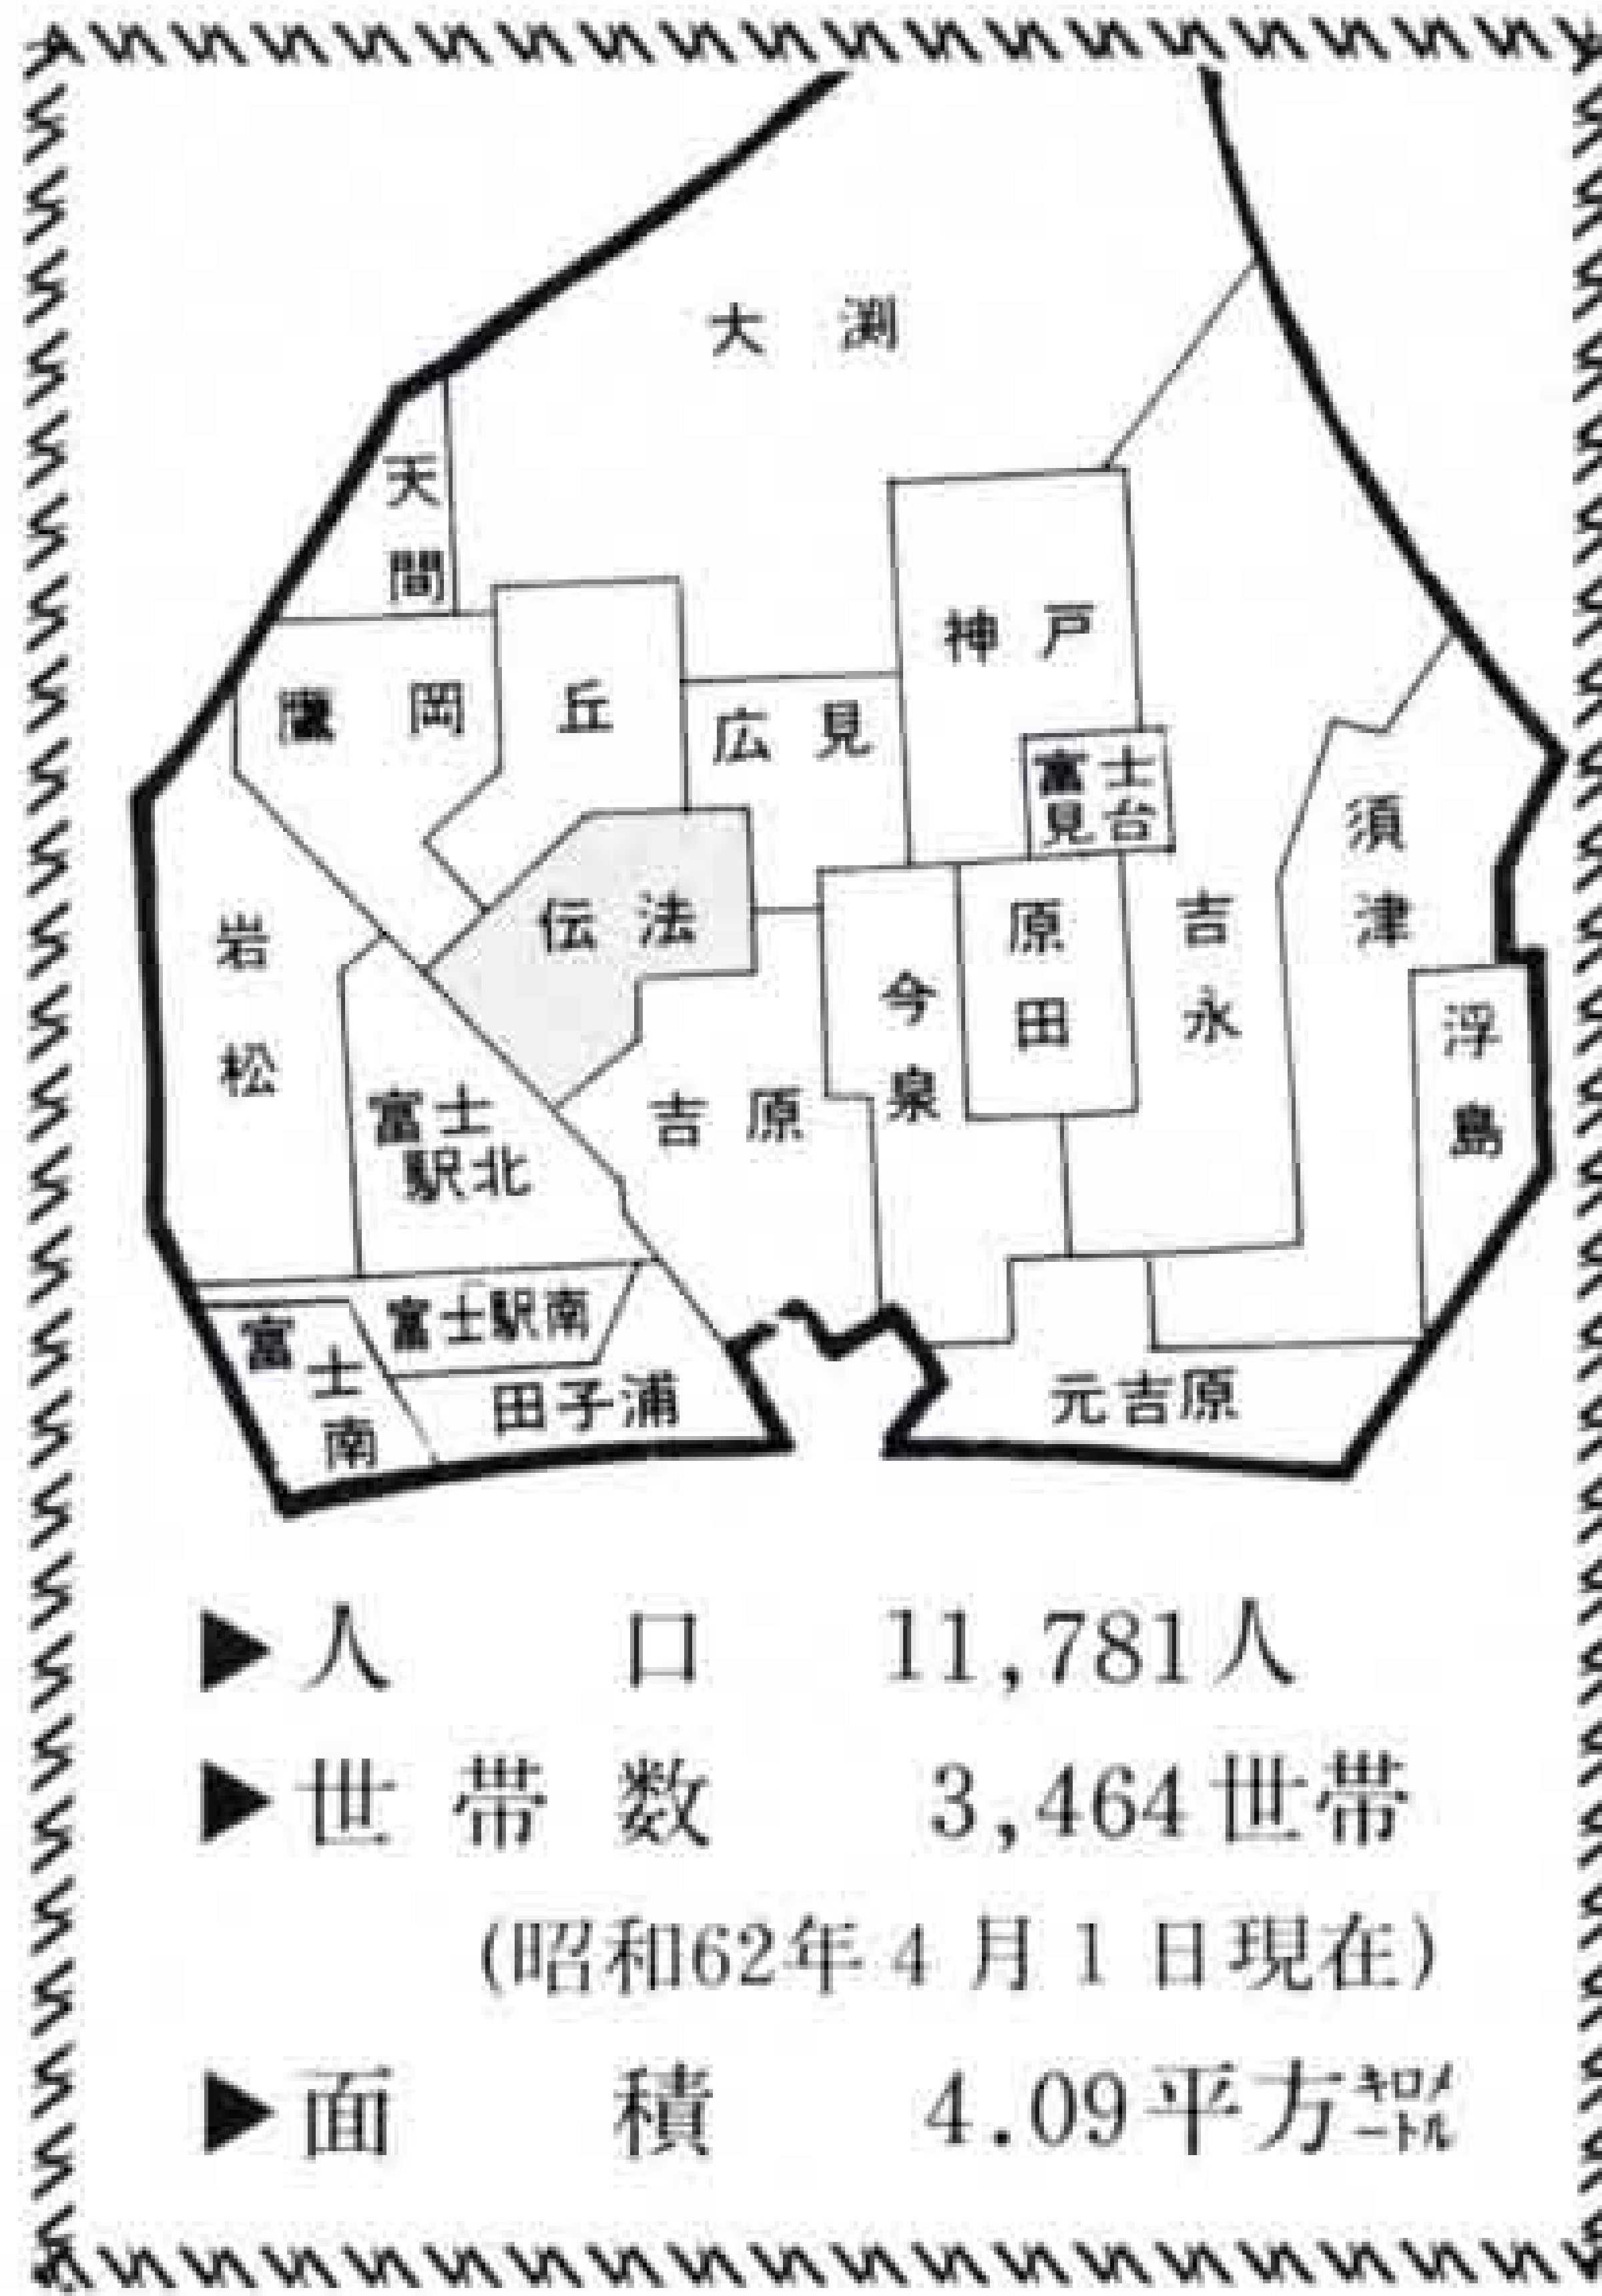 大渕
天間
神戸
鷹岡
丘
広見
富士
見台
須津
伝法
原田
吉永
岩松
今泉
浮島
富士
駅北
吉原
富士駅南
富士南
田子浦
元吉原
▶人口 11,781人
▶世帯数 3,464世帯
(昭和62年4月1日現在)
▶面積 4.09平方キロメートル